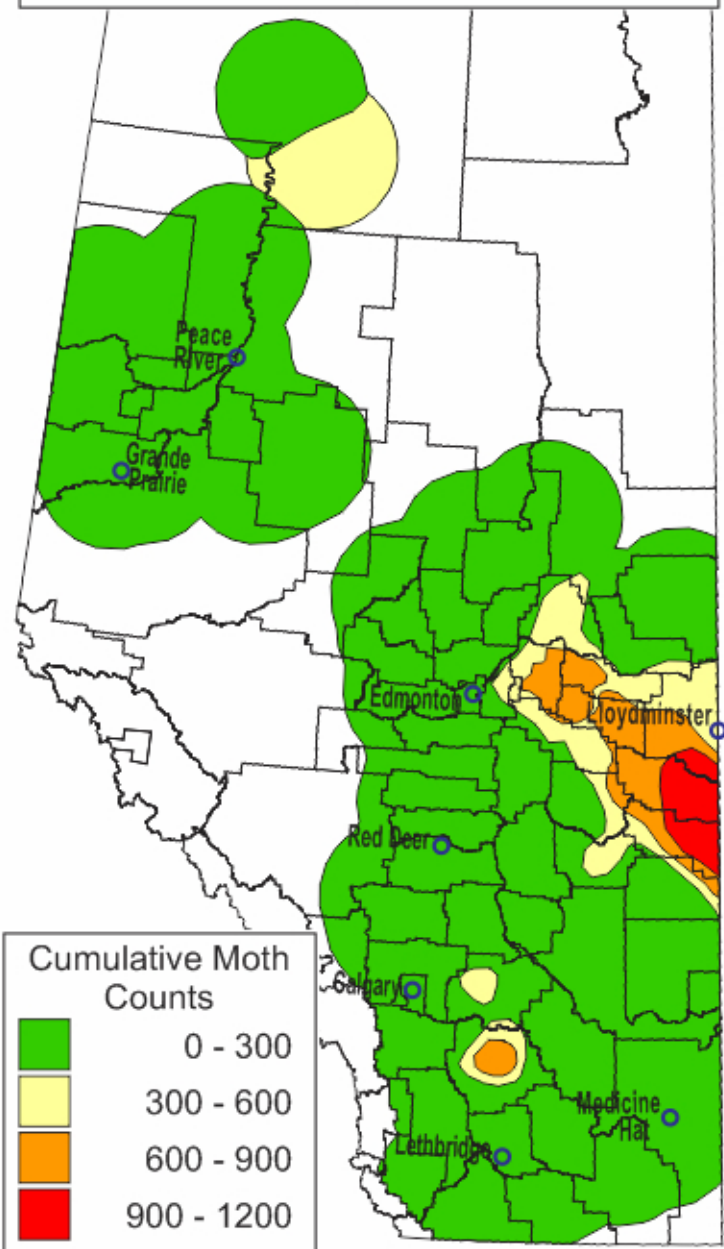 Peace
River
Grande
Prairie
Edmonton
Lloydminster
Red Deer
Calgary
Medicine
Hat
Lethbridge
Cumulative Moth
Counts
0 - 300
300 - 600
600 - 900
900 - 1200